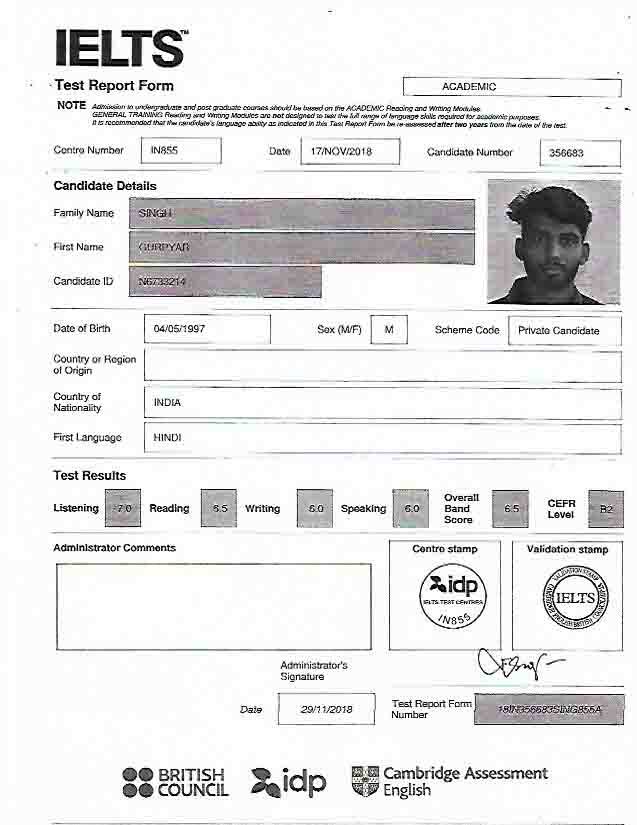 IELTS™
Test Report Form
ACADEMIC
NOTE Admission to undergraduate and post graduate courses should be based on the ACADEMIC Reading and Writing Modules.
GENERAL TRAINING Reading and Writing Modules are not designed to test the full range of language skills required for academic purposes.
It is recommended that the candidate's language ability as indicated in this Test Report Form be re-assessed after two years from the date of the test.
Centre Number IN855 Date 17/NOV/2018 Candidate Number 356683
Candidate Details
Family Name SINGH
First Name GURPYAR
Candidate ID N6733214
Date of Birth 04/05/1997 Sex (M/F) M Scheme Code Private Candidate
Country or Region
of Origin
Country of
Nationality INDIA
First Language HINDI
Test Results
Listening 7.0 Reading 6.5 Writing 6.0 Speaking 6.0 Overall Band Score 6.5 CEFR Level B2
Administrator Comments
Centre stamp
Validation stamp
idp
IELTS TEST CENTRES
IN855
IELTS
Administrator's
Signature
Date 29/11/2018
Test Report Form
Number 18IN356683SING855A
BRITISH
COUNCIL
idp
Cambridge Assessment
English